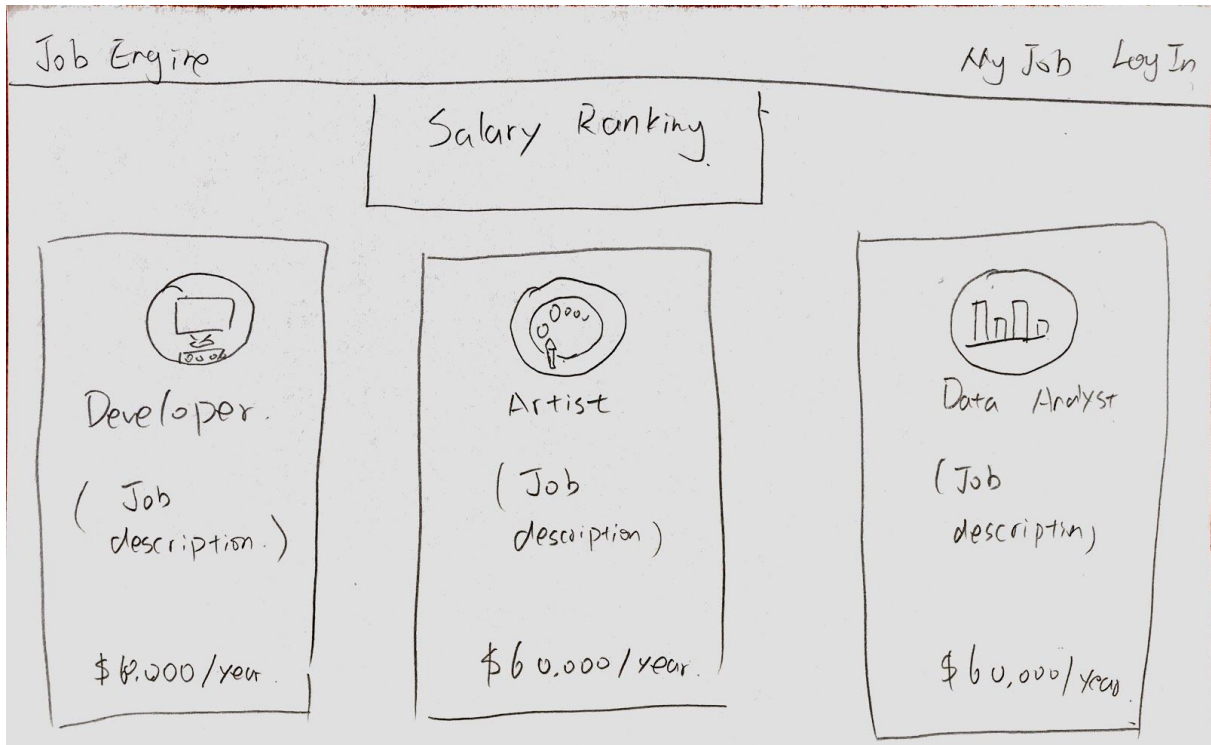 Job Engine
My Job Log In
Salary Ranking
Developer.
Artist
Data Analyst
(Job
description.)
(Job
description)
(Job
description)
/year.
$60.000/year.
$60,000/year